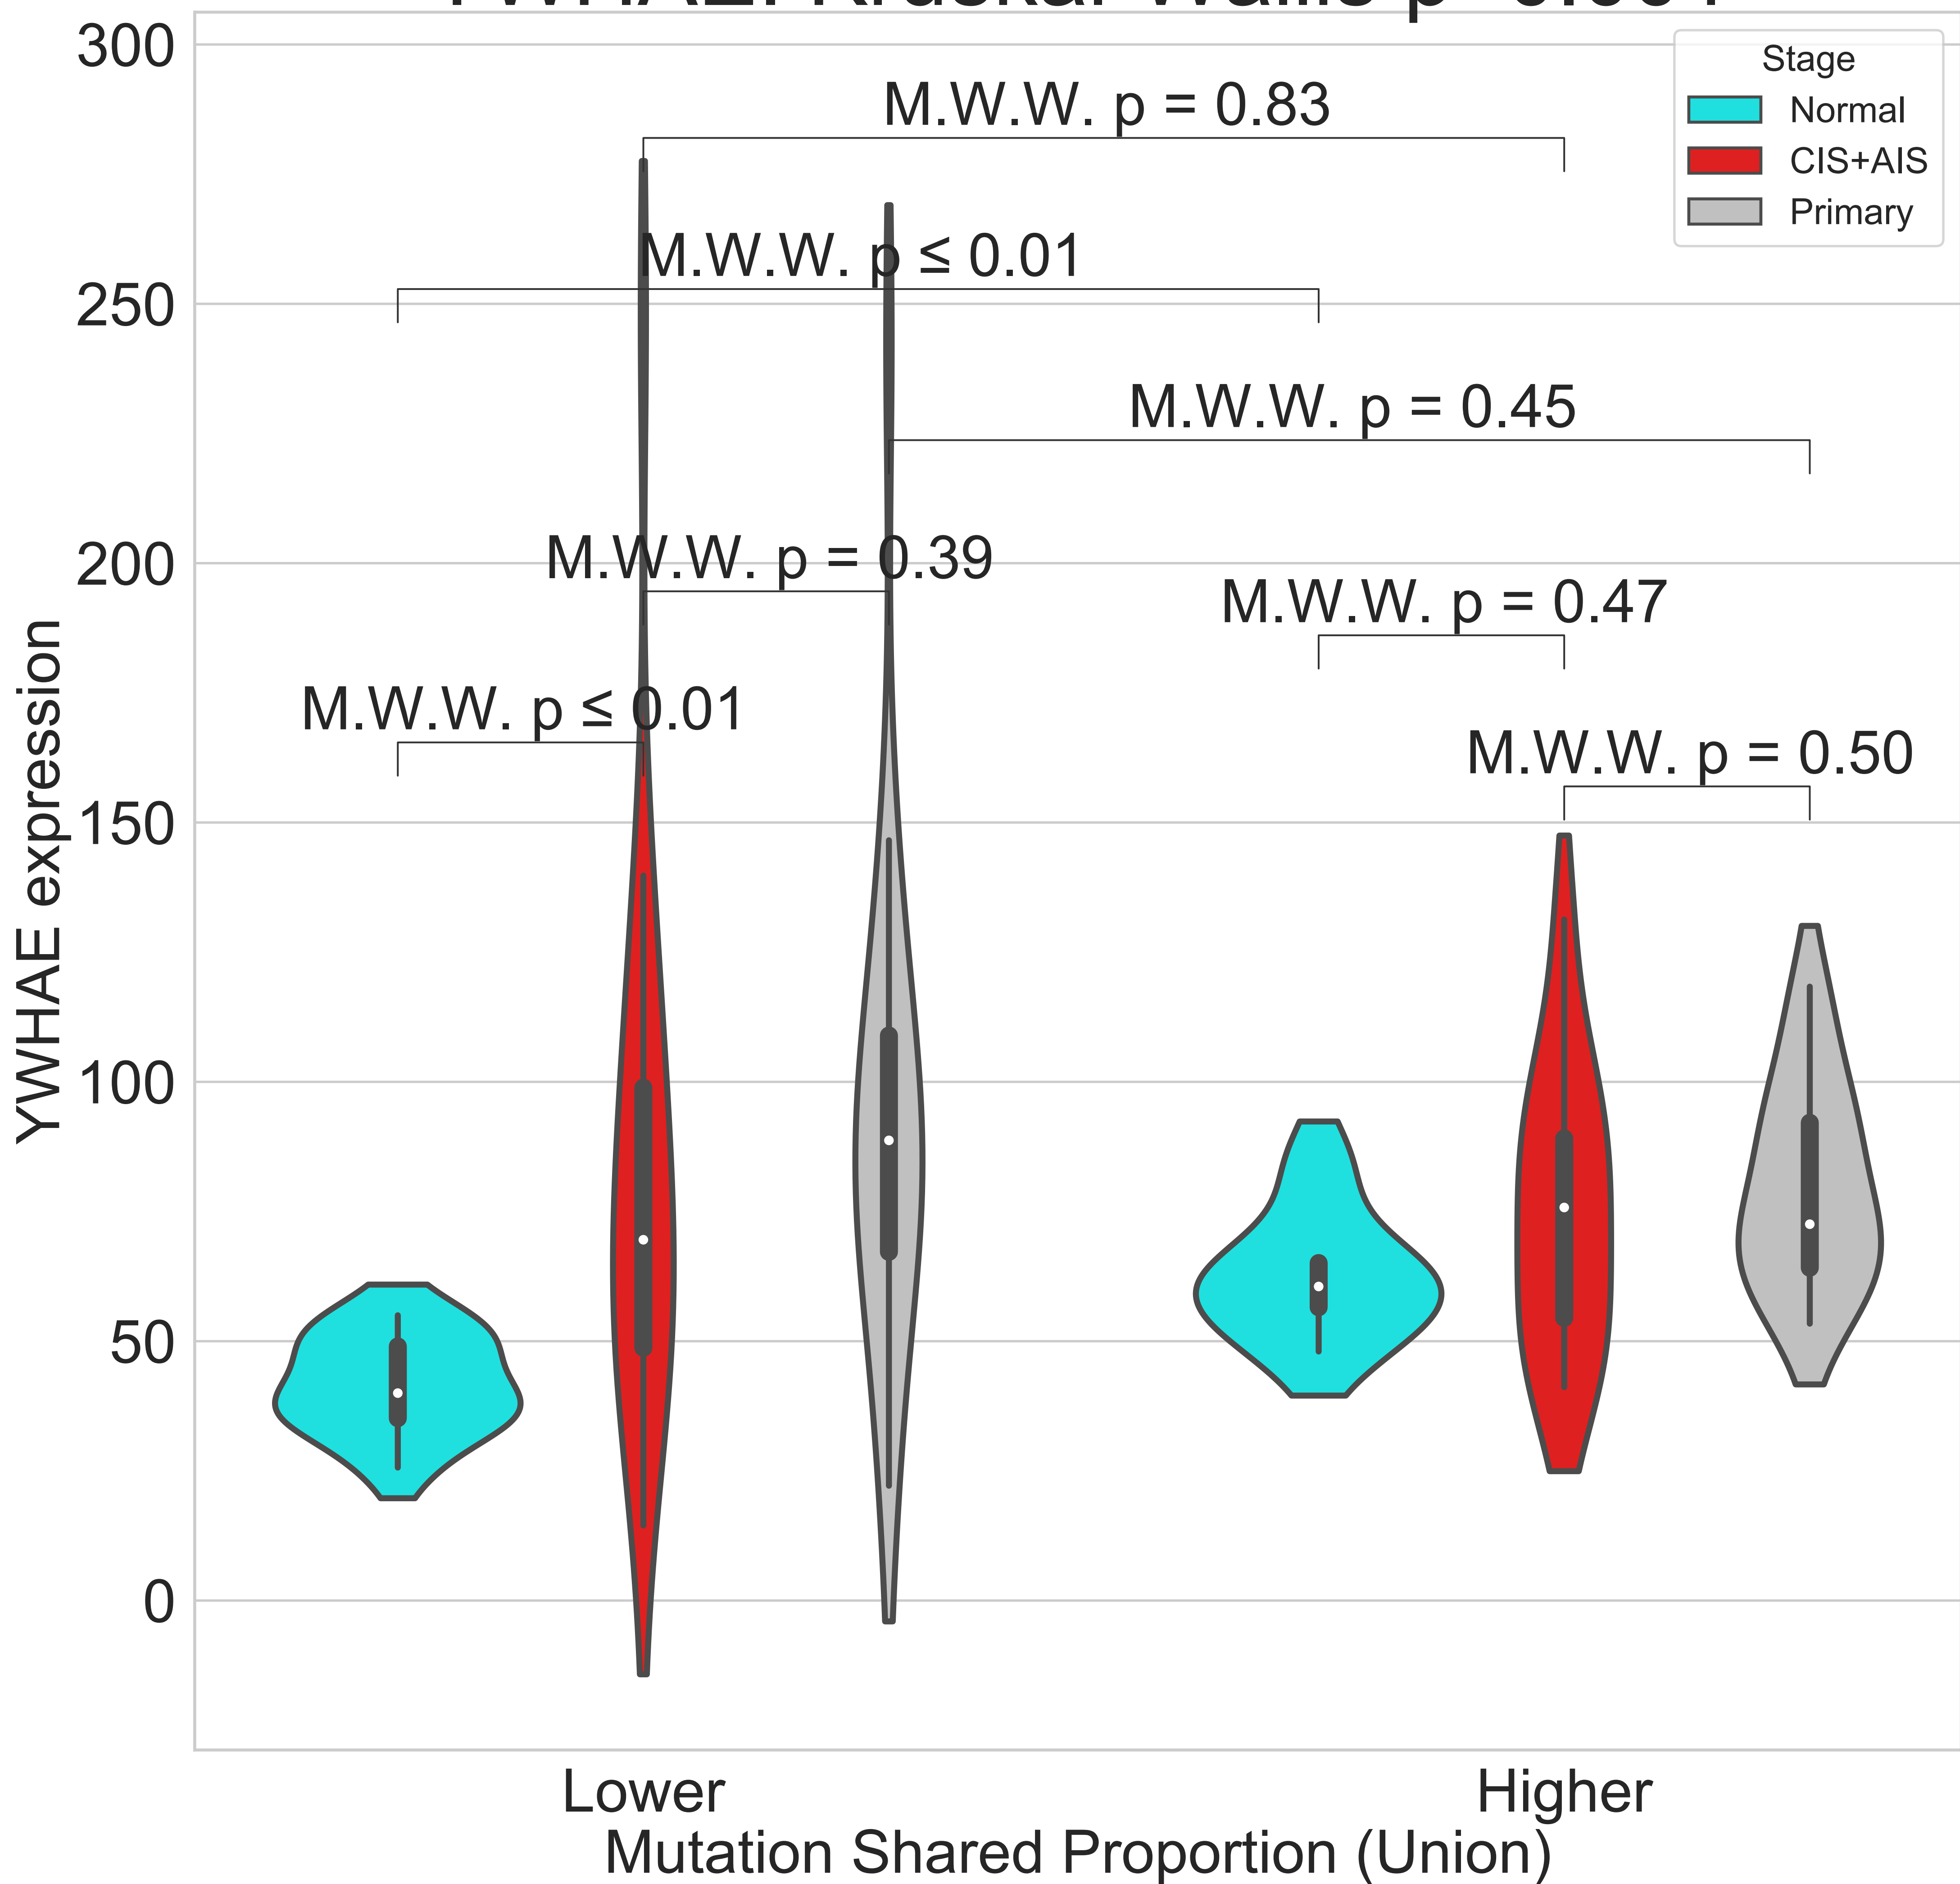 300
Stage
Normal
CIS+AIS
Primary
M.W.W. p = 0.83
M.W.W. p ≤ 0.01
250
M.W.W. p = 0.45
200
M.W.W. p = 0.39
M.W.W. p = 0.47
M.W.W. p ≤ 0.01
M.W.W. p = 0.50
150
YWHAE expression
100
50
0
Lower
Higher
Mutation Shared Proportion (Union)